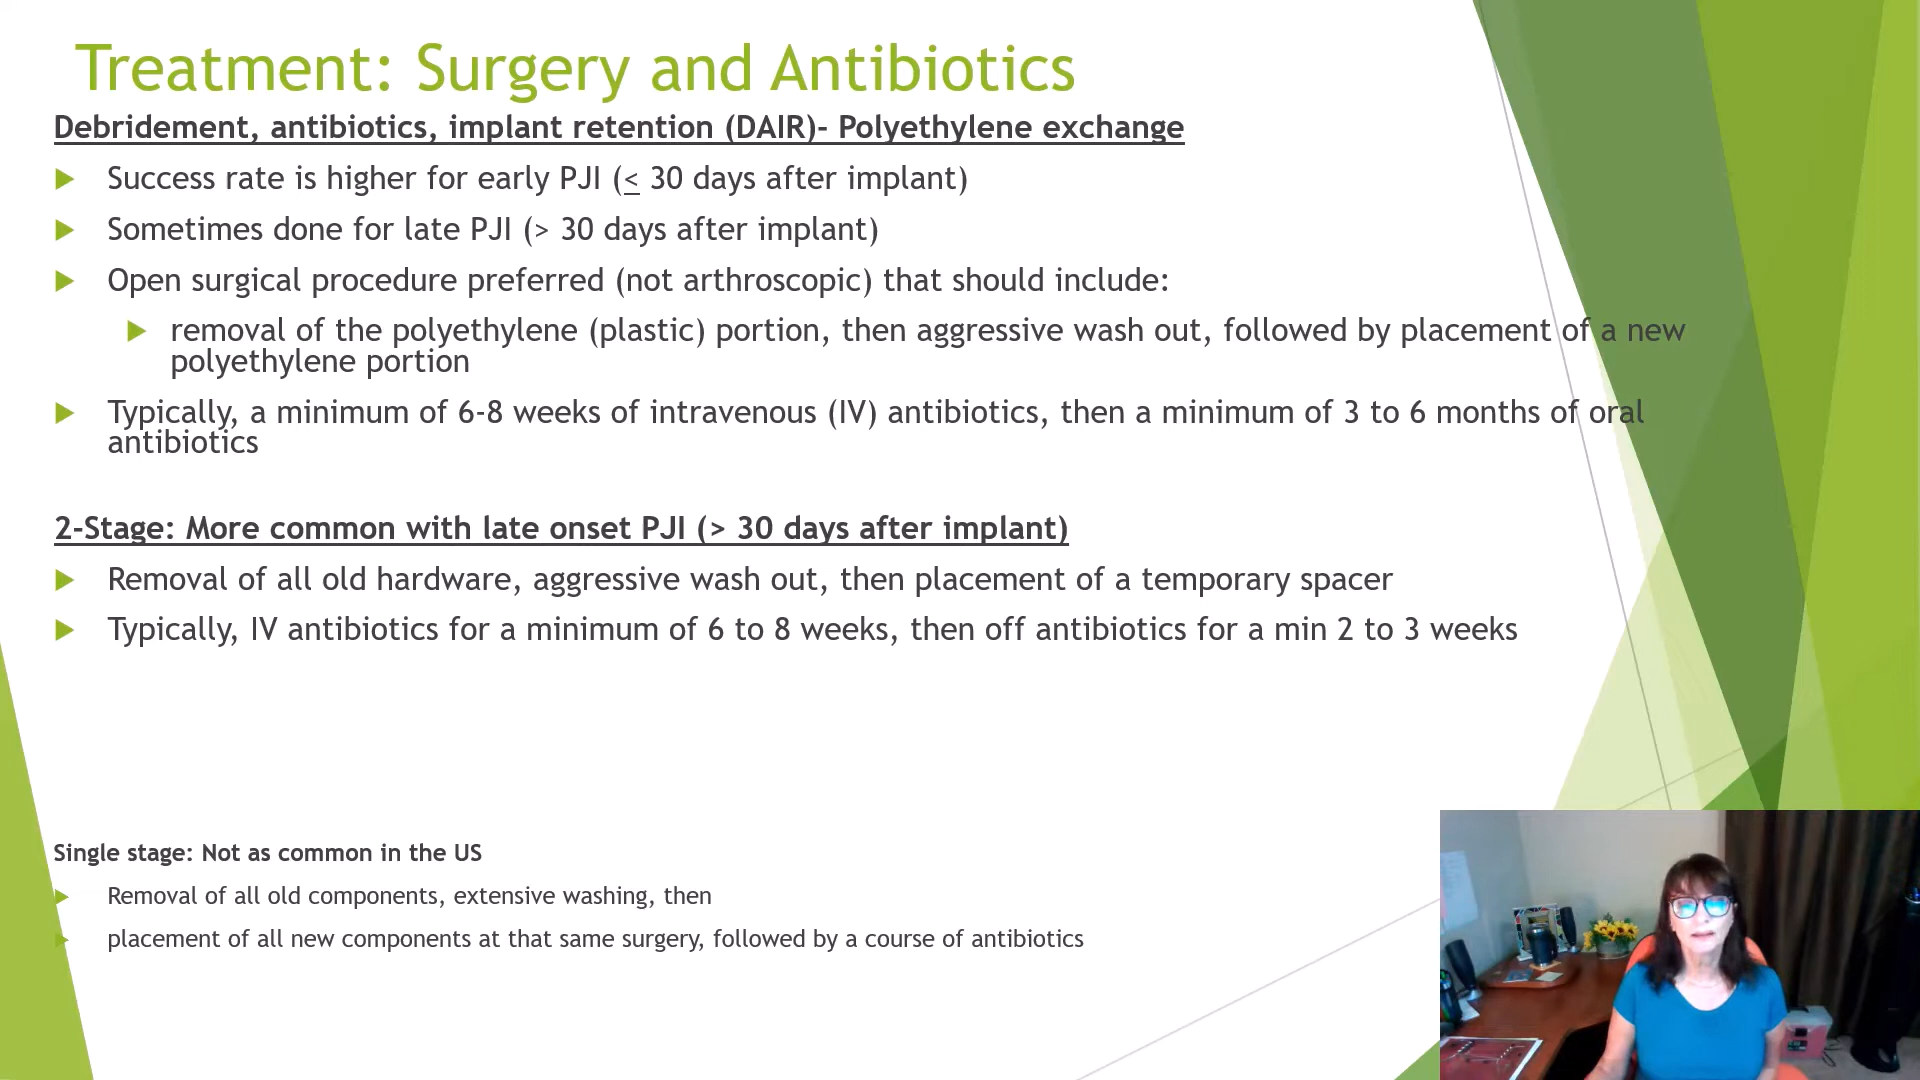 Treatment: Surgery and Antibiotics
Debridement, antibiotics, implant retention (DAIR)- Polyethylene exchange
Success rate is higher for early PJI (< 30 days after implant)
Sometimes done for late PJI (> 30 days after implant)
Open surgical procedure preferred (not arthroscopic) that should include:
removal of the polyethylene (plastic) portion, then aggressive wash out, followed by placement of a new
polyethylene portion
Typically, a minimum of 6-8 weeks of intravenous (IV) antibiotics, then a minimum of 3 to 6 months of oral
antibiotics
2-Stage: More common with late onset PJI (> 30 days after implant)
Removal of all old hardware, aggressive wash out, then placement of a temporary spacer
Typically, IV antibiotics for a minimum of 6 to 8 weeks, then off antibiotics for a min 2 to 3 weeks
Single stage: Not as common in the US
Removal of all old components, extensive washing, then
placement of all new components at that same surgery, followed by a course of antibiotics